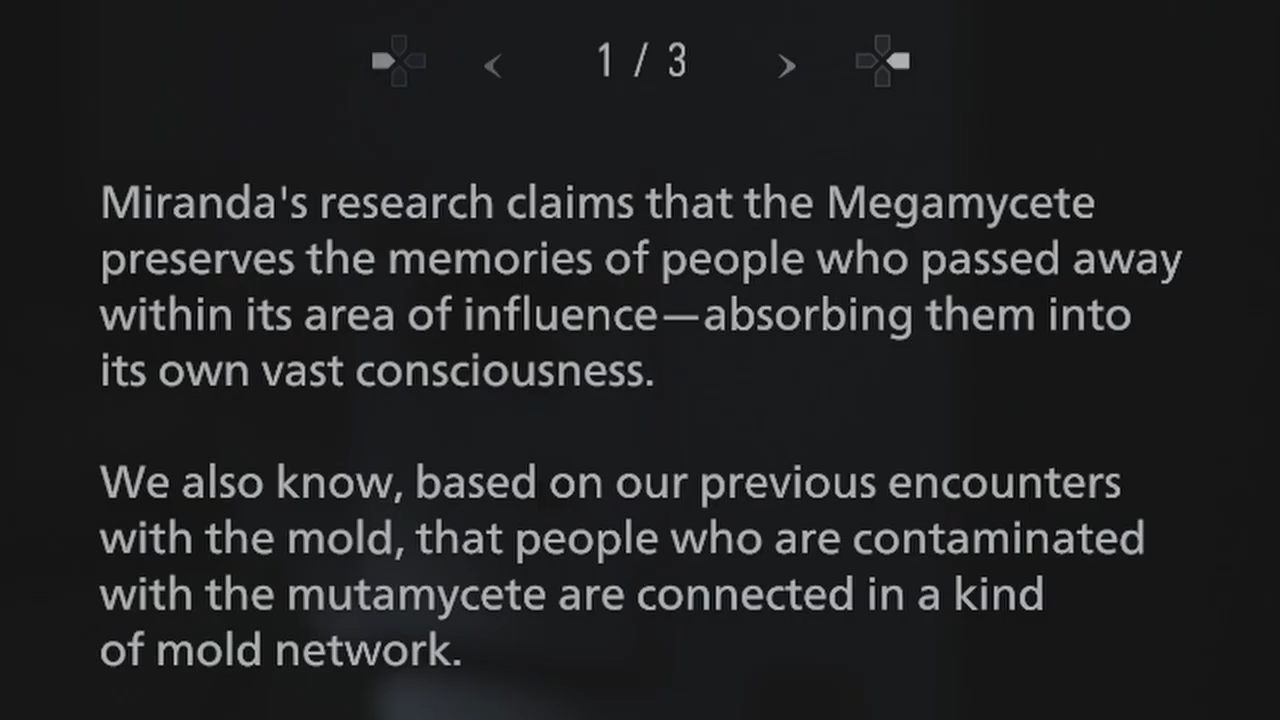 < 1 / 3 >
Miranda's research claims that the Megamycete
preserves the memories of people who passed away
within its area of influence—absorbing them into
its own vast consciousness.
We also know, based on our previous encounters
with the mold, that people who are contaminated
with the mutamycete are connected in a kind
of mold network.